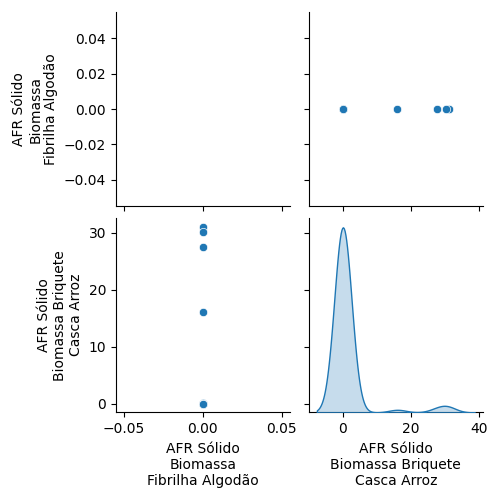 0.04
0.02
0.00
−0.02
−0.04
AFR Sólido
Biomassa
Fibrilha Algodão
30
20
10
0
AFR Sólido
Biomassa Briquete
Casca Arroz
−0.05
0.00
0.05
0
20
40
AFR Sólido
Biomassa
Fibrilha Algodão
AFR Sólido
Biomassa Briquete
Casca Arroz